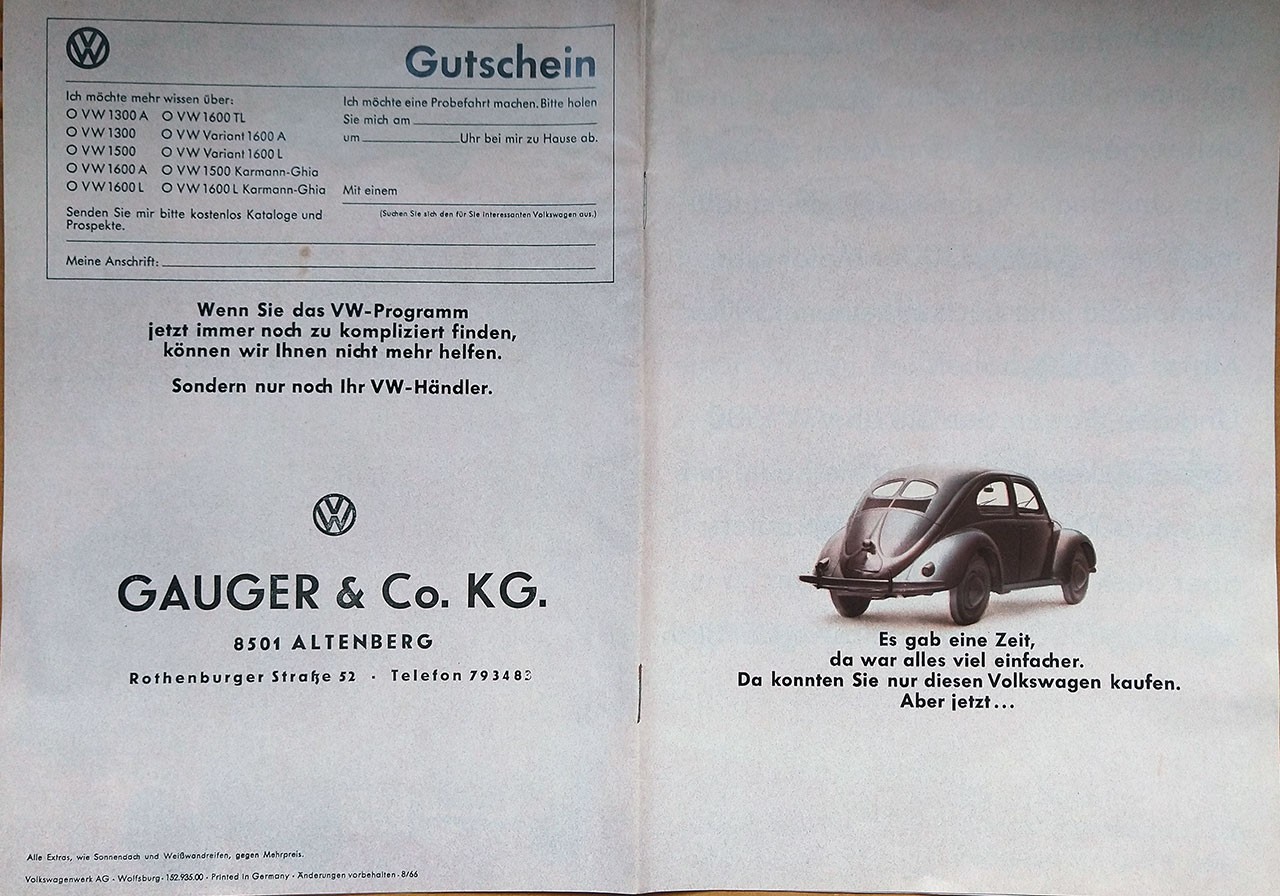 VW
Gutschein
Ich möchte mehr wissen über:
O VW 1300 A O VW 1600 TL
O VW 1300 O VW Variant 1600 A
O VW 1500 O VW Variant 1600 L
O VW 1600 A O VW 1500 Karmann-Ghia
O VW 1600 L O VW 1600 L Karmann-Ghia
Senden Sie mir bitte kostenlos Kataloge und
Prospekte.
Ich möchte eine Probefahrt machen. Bitte holen
Sie mich am
um Uhr bei mir zu Hause ab.
Mit einem
(Suchen Sie sich den für Sie interessanten Volkswagen aus.)
Meine Anschrift:
Wenn Sie das VW-Programm
jetzt immer noch zu kompliziert finden,
können wir Ihnen nicht mehr helfen.
Sondern nur noch Ihr VW-Händler.
VW
GAUGER & Co. KG.
8501 ALTENBERG
Rothenburger Straße 52 · Telefon 793483
Alle Extras, wie Sonnendach und Weißwandreifen, gegen Mehrpreis.
Volkswagenwerk AG · Wolfsburg · 152.935.00 · Printed in Germany · Änderungen vorbehalten · 8/66
Es gab eine Zeit,
da war alles viel einfacher.
Da konnten Sie nur diesen Volkswagen kaufen.
Aber jetzt...